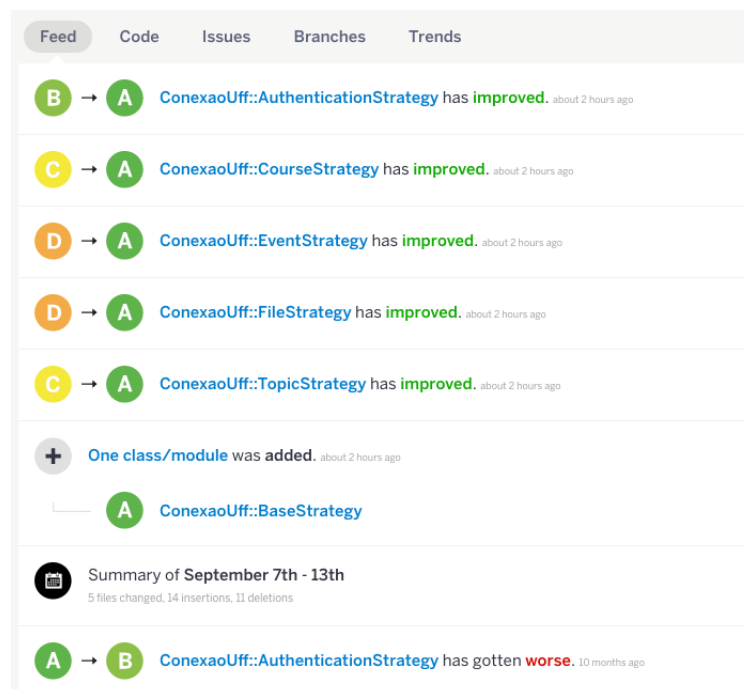 Feed Code Issues Branches Trends
B → A ConexaoUff::AuthenticationStrategy has improved. about 2 hours ago
C → A ConexaoUff::CourseStrategy has improved. about 2 hours ago
D → A ConexaoUff::EventStrategy has improved. about 2 hours ago
D → A ConexaoUff::FileStrategy has improved. about 2 hours ago
C → A ConexaoUff::TopicStrategy has improved. about 2 hours ago
+ One class/module was added. about 2 hours ago
A ConexaoUff::BaseStrategy
Summary of September 7th - 13th
5 files changed, 14 insertions, 11 deletions
A → B ConexaoUff::AuthenticationStrategy has gotten worse. 10 months ago